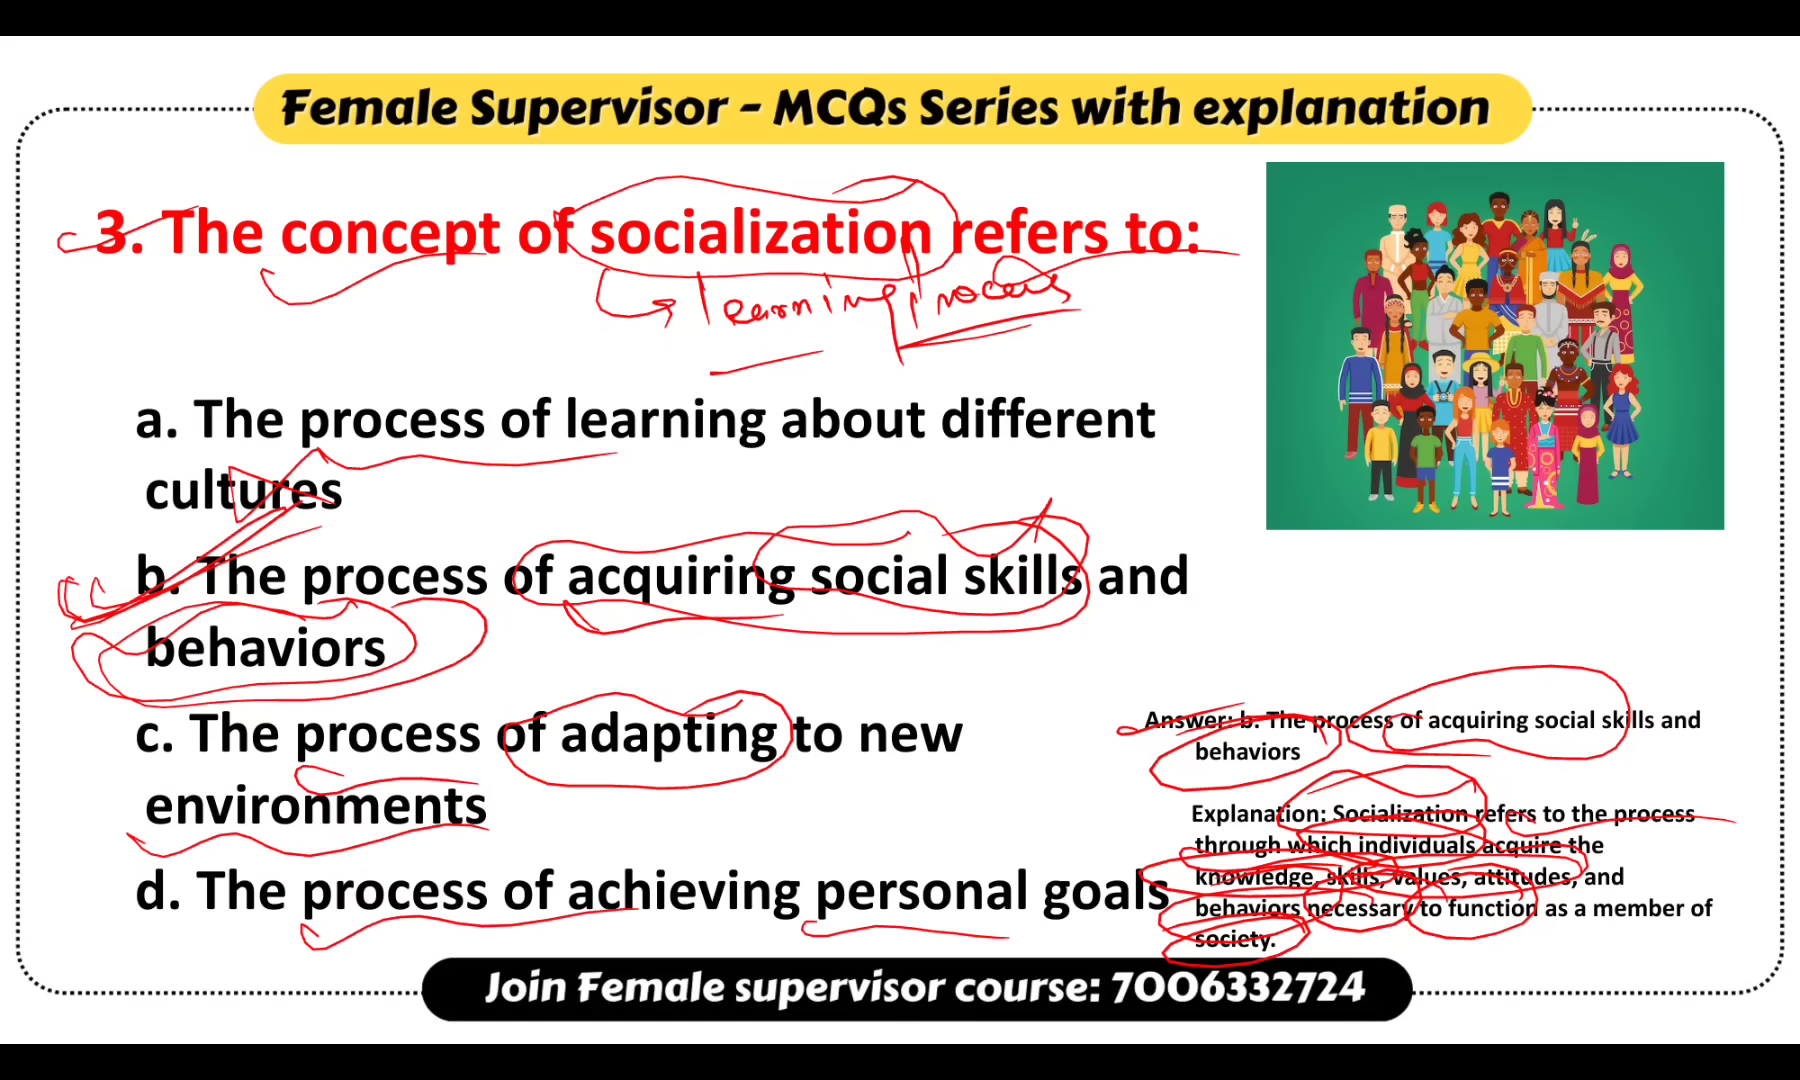 Female Supervisor - MCQs Series with explanation
3. The concept of socialization refers to:
learning process
a. The process of learning about different
cultures
b. The process of acquiring social skills and
behaviors
c. The process of adapting to new
environments
d. The process of achieving personal goals
Answer: b. The process of acquiring social skills and
behaviors
Explanation: Socialization refers to the process
through which individuals acquire the
knowledge, skills, values, attitudes, and
behaviors necessary to function as a member of
society.
Join Female supervisor course: 7006332724